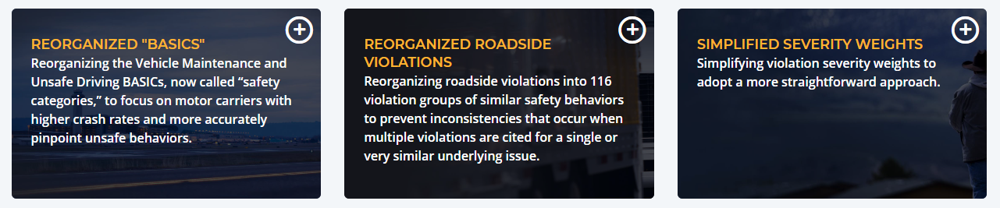 REORGANIZED "BASICS"
Reorganizing the Vehicle Maintenance and
Unsafe Driving BASICs, now called “safety
categories,” to focus on motor carriers with
higher crash rates and more accurately
pinpoint unsafe behaviors.
REORGANIZED ROADSIDE
VIOLATIONS
Reorganizing roadside violations into 116
violation groups of similar safety behaviors
to prevent inconsistencies that occur when
multiple violations are cited for a single or
very similar underlying issue.
SIMPLIFIED SEVERITY WEIGHTS
Simplifying violation severity weights to
adopt a more straightforward approach.